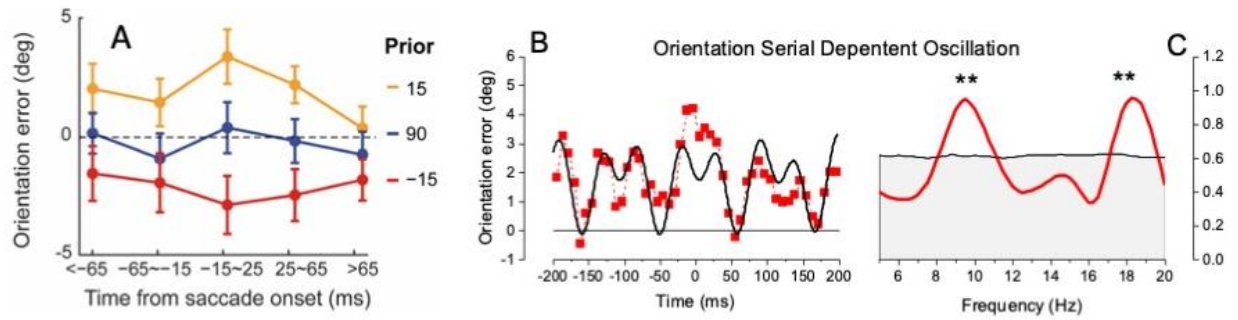 A
Orientation error (deg)
5
0
-5
<-65 -65~-15 -15~25 25~65 >65
Time from saccade onset (ms)
Prior
15
90
-15
B
Orientation Serial Dependent Oscillation
C
Orientation error (deg)
6
5
4
3
2
1
0
-1
-200 -150 -100 -50 0 50 100 150 200
Time (ms)
** **
1.2
1.0
0.8
0.6
0.4
0.2
0.0
6 8 10 12 14 16 18 20
Frequency (Hz)